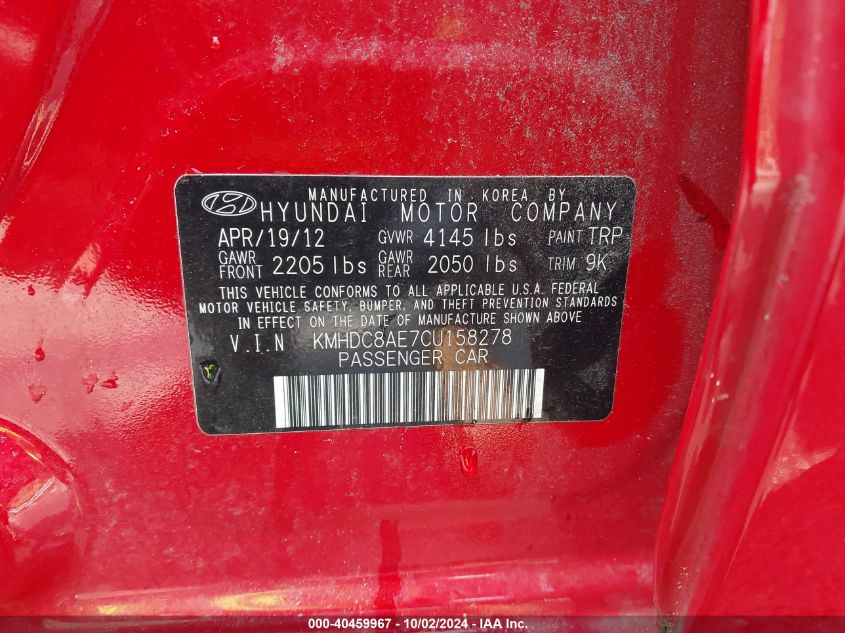 MANUFACTURED IN KOREA BY
HYUNDAI MOTOR COMPANY
APR/19/12 GVWR 4145 lbs PAINT TRP
GAWR FRONT 2205 lbs GAWR REAR 2050 lbs TRIM 9K
THIS VEHICLE CONFORMS TO ALL APPLICABLE U.S.A. FEDERAL
MOTOR VEHICLE SAFETY, BUMPER, AND THEFT PREVENTION STANDARDS
IN EFFECT ON THE DATE OF MANUFACTURE SHOWN ABOVE
V.I.N KMHDC8AE7CU158278
PASSENGER CAR
000-40459967 - 10/02/2024 - IAA Inc.